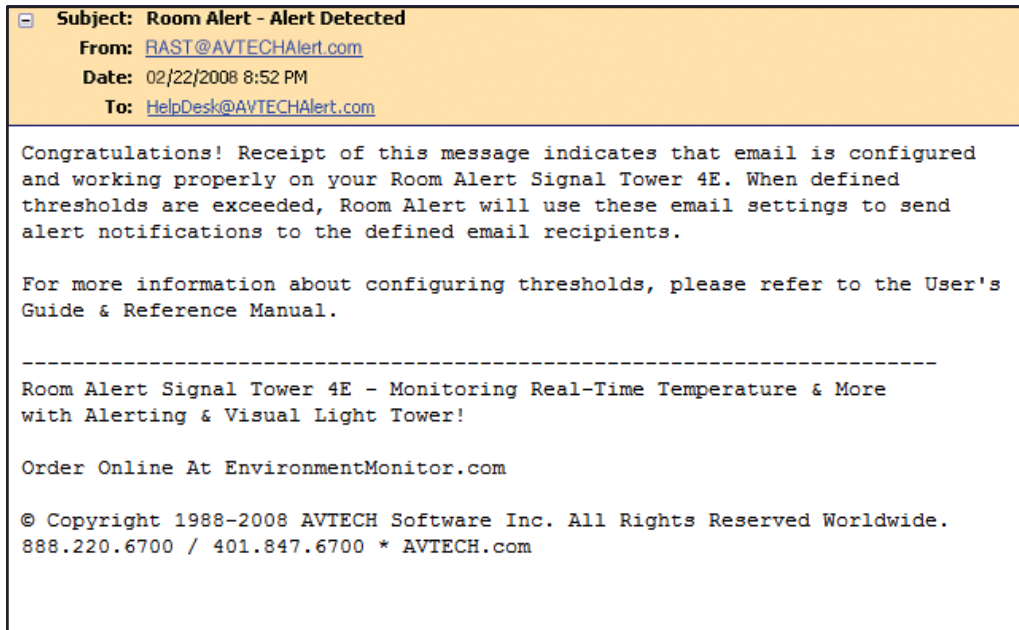 Subject: Room Alert - Alert Detected
From: RAST@AVTECHAlert.com
Date: 02/22/2008 8:52 PM
To: HelpDesk@AVTECHAlert.com
Congratulations! Receipt of this message indicates that email is configured
and working properly on your Room Alert Signal Tower 4E. When defined
thresholds are exceeded, Room Alert will use these email settings to send
alert notifications to the defined email recipients.
For more information about configuring thresholds, please refer to the User's
Guide & Reference Manual.
------------------------------------------------------------------------
Room Alert Signal Tower 4E - Monitoring Real-Time Temperature & More
with Alerting & Visual Light Tower!
Order Online At EnvironmentMonitor.com
© Copyright 1988-2008 AVTECH Software Inc. All Rights Reserved Worldwide.
888.220.6700 / 401.847.6700 * AVTECH.com